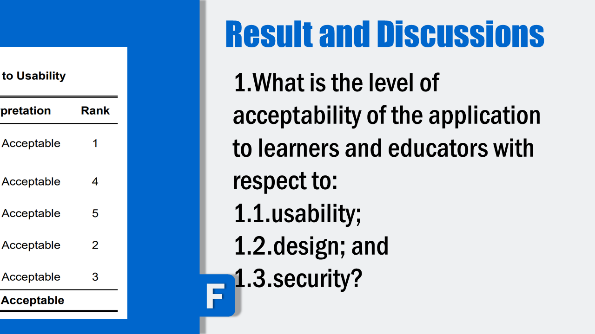 to Usability
pretation Rank
Acceptable 1
Acceptable 4
Acceptable 5
Acceptable 2
Acceptable 3
Acceptable
Result and Discussions
1.What is the level of
acceptability of the application
to learners and educators with
respect to:
1.1.usability;
1.2.design; and
1.3.security?
F